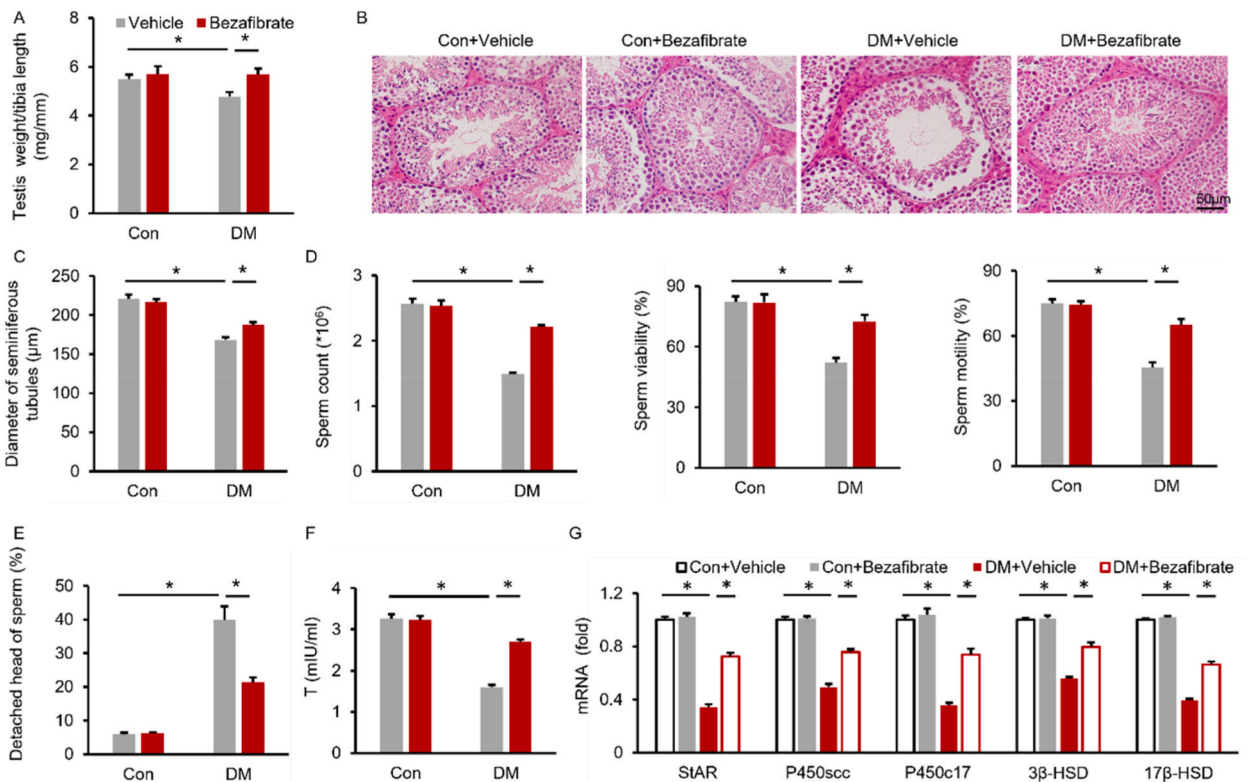 A
Vehicle Bezafibrate
Testis weight/tibia length
(mg/mm)
8
6
4
2
0
* *
Con DM
B
Con+Vehicle Con+Bezafibrate DM+Vehicle DM+Bezafibrate
50μm
C
Diameter of seminiferous
tubules (μm)
250
200
150
100
50
0
* *
Con DM
D
Sperm count (*10⁶)
3
2
1
0
* *
Con DM
Sperm viability (%)
90
60
30
0
* *
Con DM
Sperm motility (%)
90
60
30
0
* *
Con DM
E
Detached head of sperm (%)
50
40
30
20
10
0
* *
Con DM
F
T (mIU/ml)
4
3
2
1
0
* *
Con DM
G
Con+Vehicle Con+Bezafibrate DM+Vehicle DM+Bezafibrate
mRNA (fold)
1.2
0.8
0.4
0
* * * * * * * * * *
StAR P450scc P450c17 3β-HSD 17β-HSD